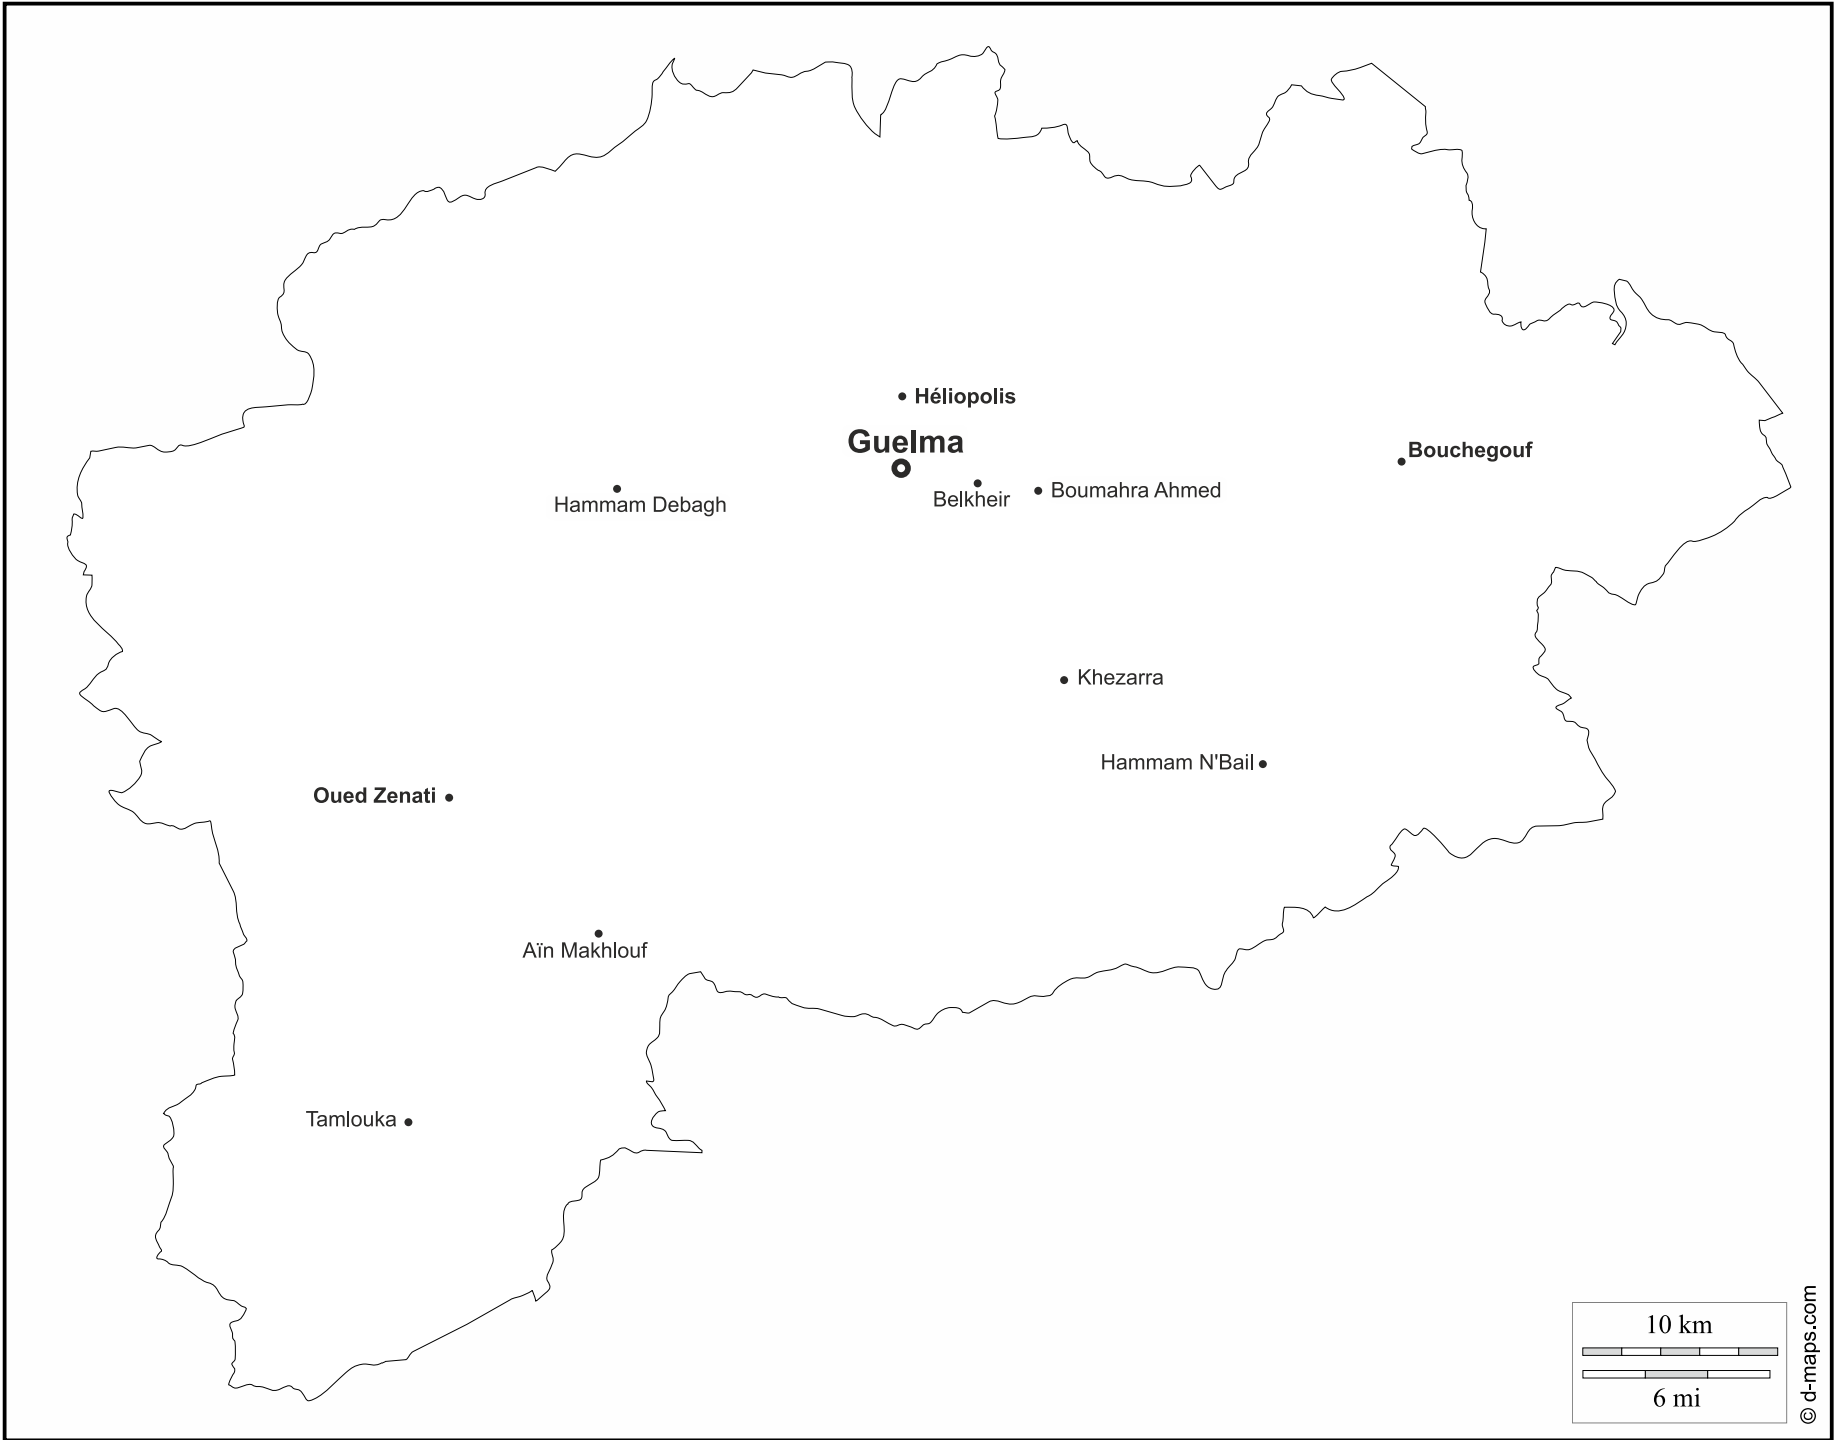 Héliopolis
Guelma
Bouchegouf
Hammam Debagh
Belkheir
Boumahra Ahmed
Khezarra
Hammam N'Bail
Oued Zenati
Aïn Makhlouf
Tamlouka
10 km
6 mi
© d-maps.com